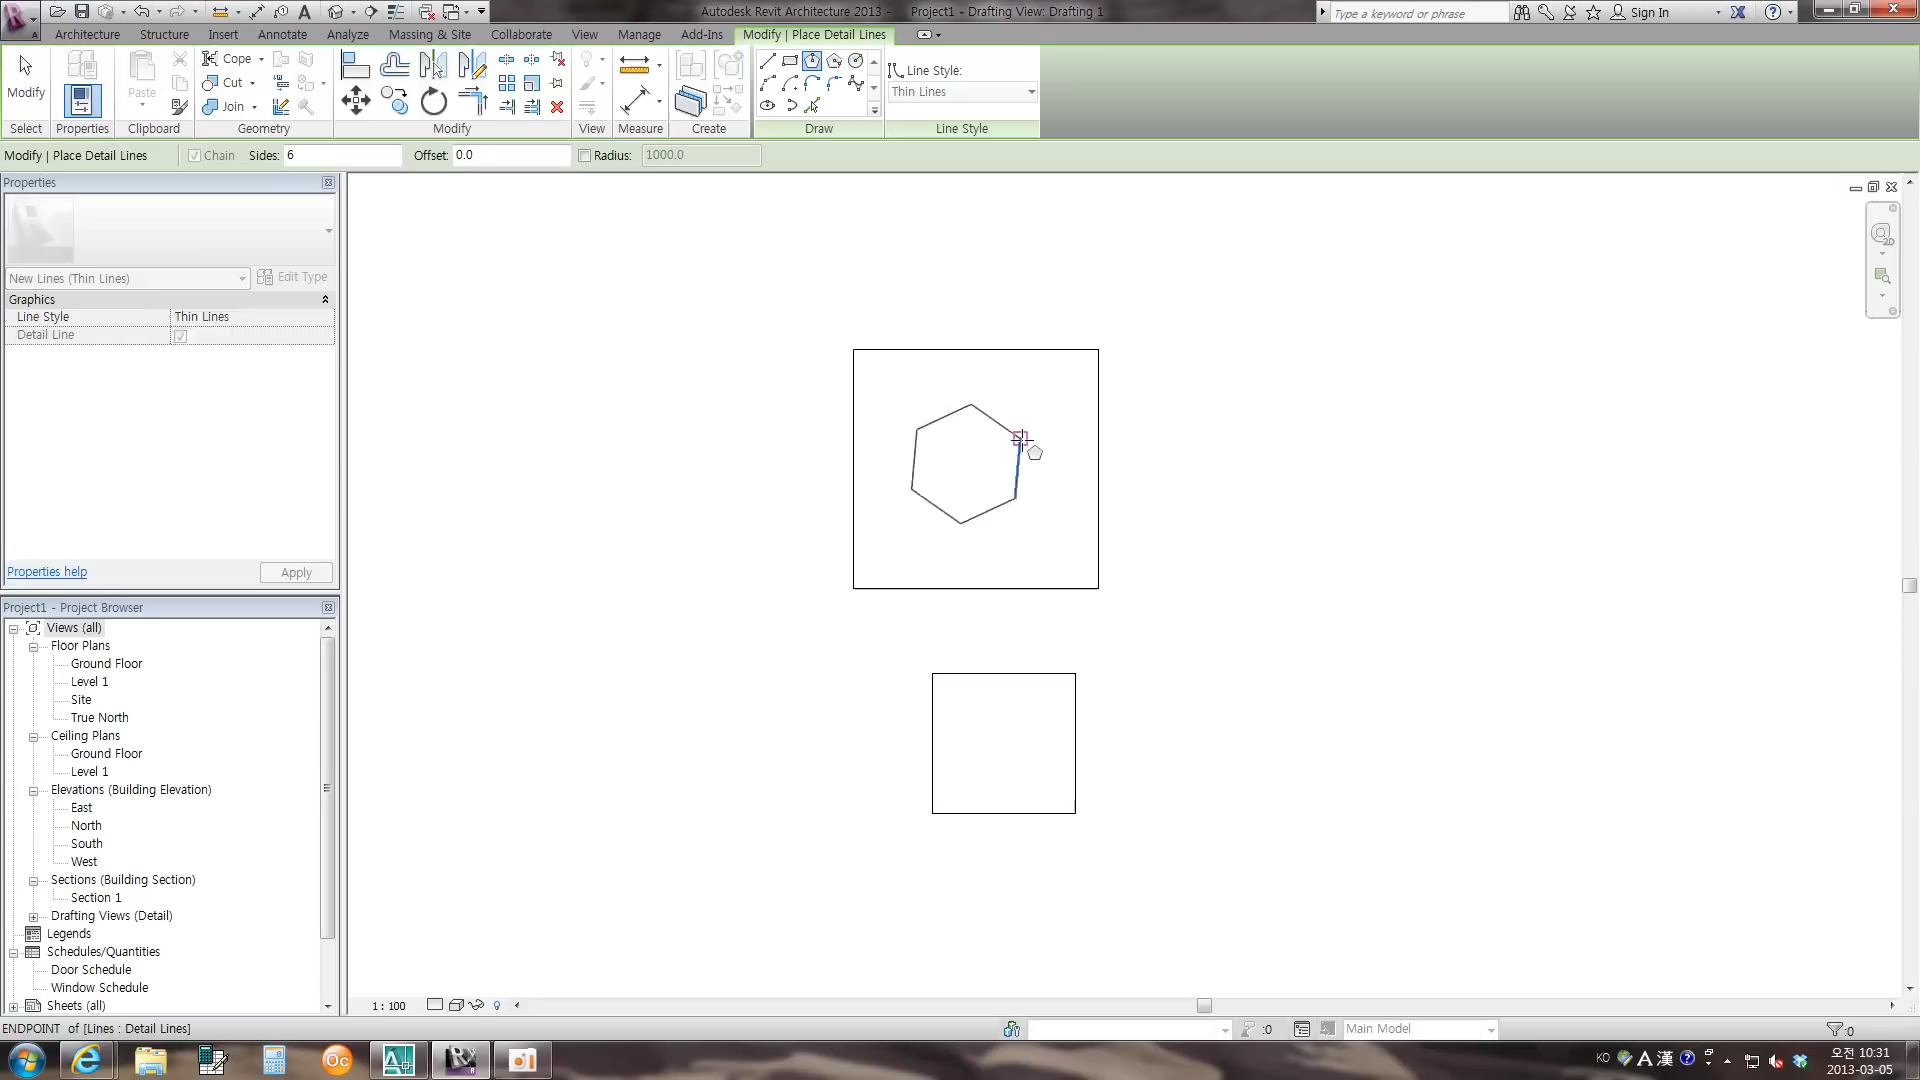 Autodesk Revit Architecture 2013 - Project1 - Drafting View: Drafting 1
Type a keyword or phrase
Sign In
Architecture Structure Insert Annotate Analyze Massing & Site Collaborate View Manage Add-Ins Modify | Place Detail Lines
Modify Paste Cope Cut Join Line Style: Thin Lines
Select Properties Clipboard Geometry Modify View Measure Create Draw Line Style
Modify | Place Detail Lines Chain Sides: 6 Offset: 0.0 Radius: 1000.0
Properties
New Lines (Thin Lines) Edit Type
Graphics
Line Style Thin Lines
Detail Line
Properties help Apply
Project1 - Project Browser
Views (all)
Floor Plans
Ground Floor
Level 1
Site
True North
Ceiling Plans
Ground Floor
Level 1
Elevations (Building Elevation)
East
North
South
West
Sections (Building Section)
Section 1
Drafting Views (Detail)
Legends
Schedules/Quantities
Door Schedule
Window Schedule
Sheets (all)
1 : 100
ENDPOINT of [Lines : Detail Lines]
:0 Main Model :0
KO A 漢 오전 10:31
2013-03-05